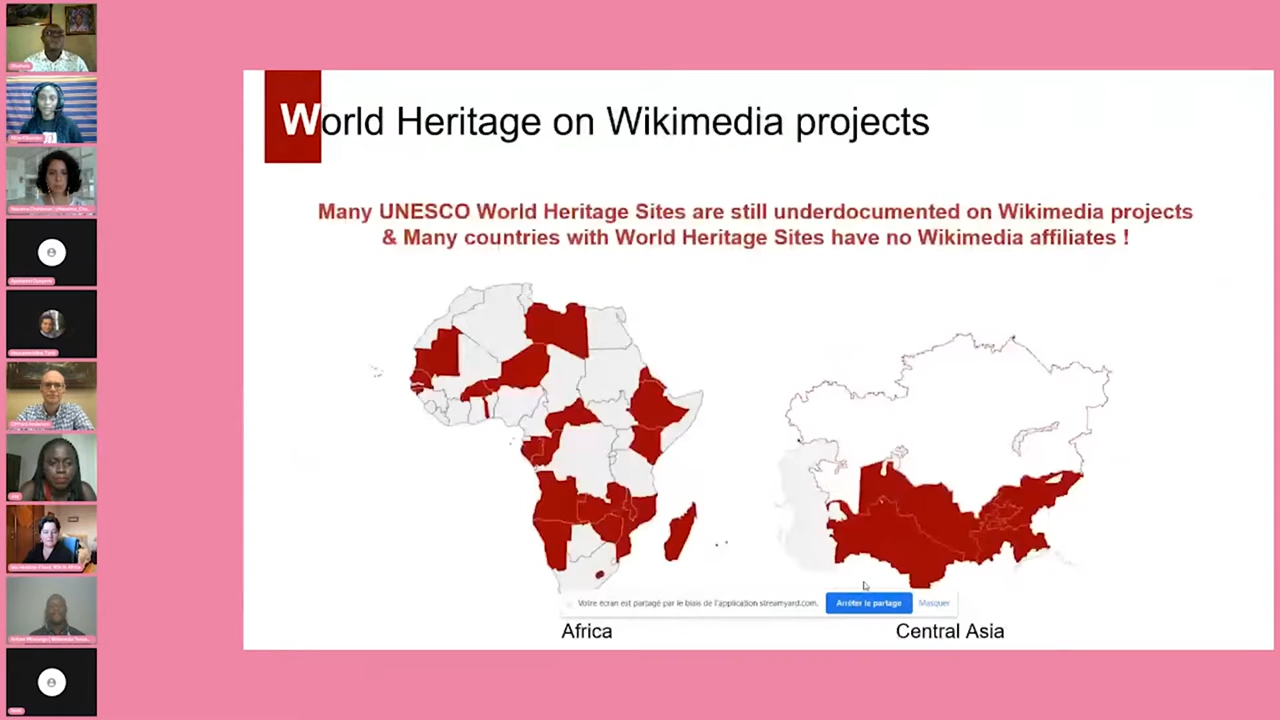 World Heritage on Wikimedia projects
Many UNESCO World Heritage Sites are still underdocumented on Wikimedia projects
& Many countries with World Heritage Sites have no Wikimedia affiliates !
Votre écran est partagé par le biais de l'application streamyard.com.
Arrêter le partage
Masquer
Africa
Central Asia